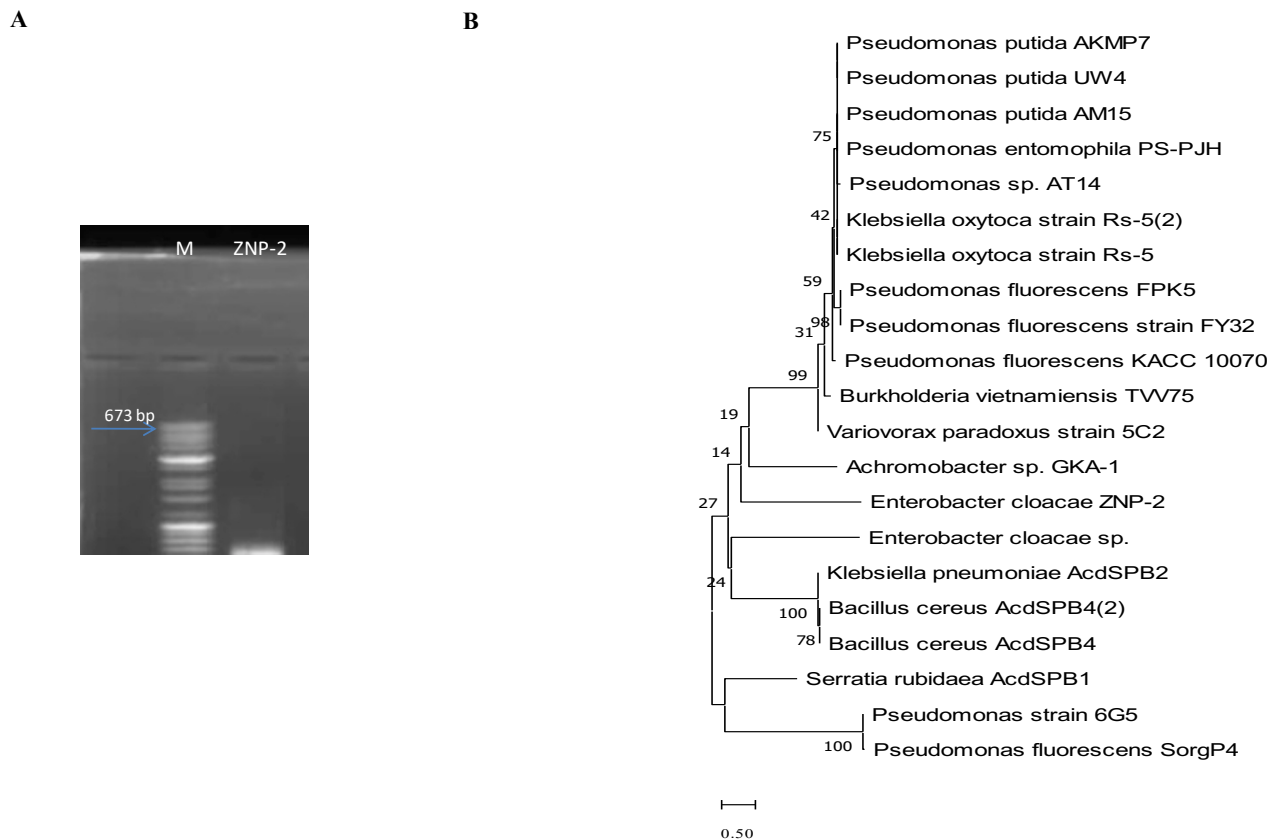 A
B
M ZNP-2
673 bp
Pseudomonas putida AKMP7
Pseudomonas putida UW4
Pseudomonas putida AM15
75
Pseudomonas entomophila PS-PJH
Pseudomonas sp. AT14
42
Klebsiella oxytoca strain Rs-5(2)
Klebsiella oxytoca strain Rs-5
59
Pseudomonas fluorescens FPK5
98
Pseudomonas fluorescens strain FY32
31
Pseudomonas fluorescens KACC 10070
99
Burkholderia vietnamiensis TVV75
19
Variovorax paradoxus strain 5C2
14
Achromobacter sp. GKA-1
27
Enterobacter cloacae ZNP-2
Enterobacter cloacae sp.
24
Klebsiella pneumoniae AcdSPB2
100
Bacillus cereus AcdSPB4(2)
78
Bacillus cereus AcdSPB4
Serratia rubidaea AcdSPB1
Pseudomonas strain 6G5
100
Pseudomonas fluorescens SorgP4
0.50